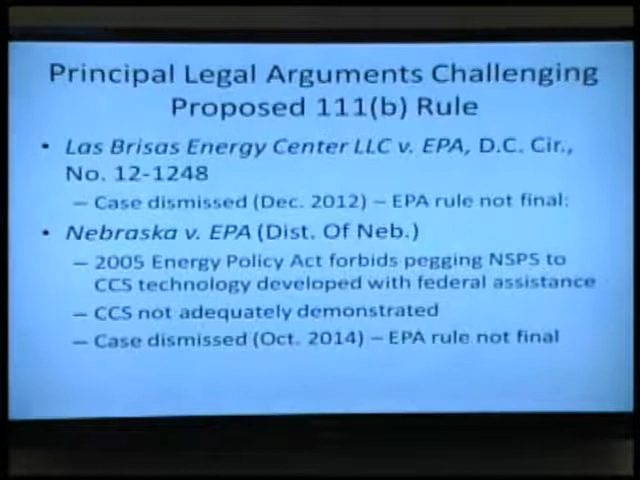 Principal Legal Arguments Challenging
Proposed 111(b) Rule
• Las Brisas Energy Center LLC v. EPA, D.C. Cir.,
No. 12-1248
– Case dismissed (Dec. 2012) – EPA rule not final:
• Nebraska v. EPA (Dist. Of Neb.)
– 2005 Energy Policy Act forbids pegging NSPS to
CCS technology developed with federal assistance
– CCS not adequately demonstrated
– Case dismissed (Oct. 2014) – EPA rule not final